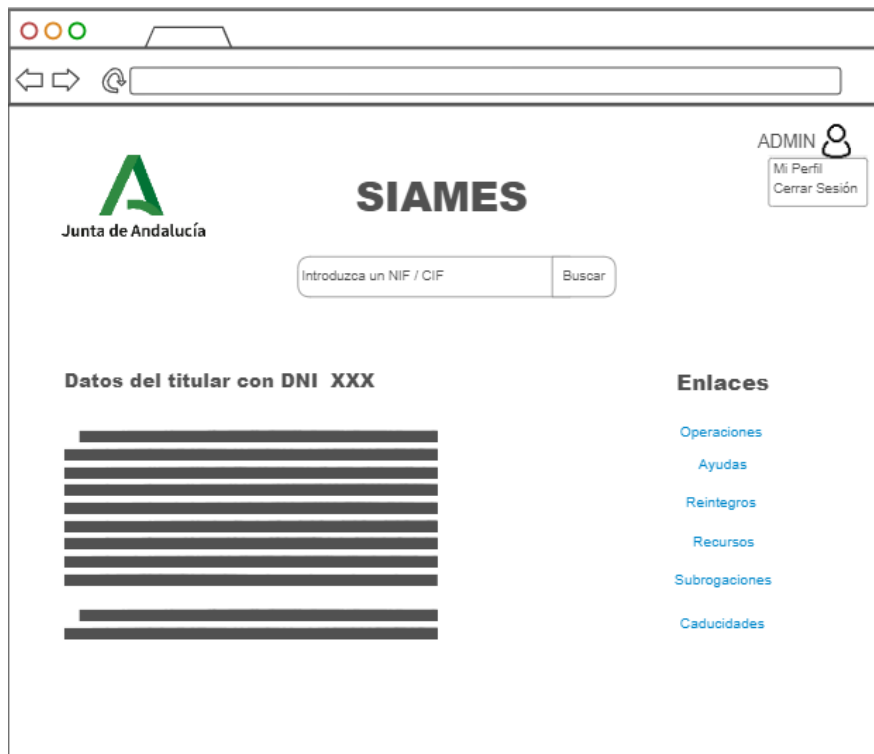 ADMIN
Mi Perfil
Cerrar Sesión
Junta de Andalucía
SIAMES
Introduzca un NIF / CIF
Buscar
Datos del titular con DNI XXX
Enlaces
Operaciones
Ayudas
Reintegros
Recursos
Subrogaciones
Caducidades